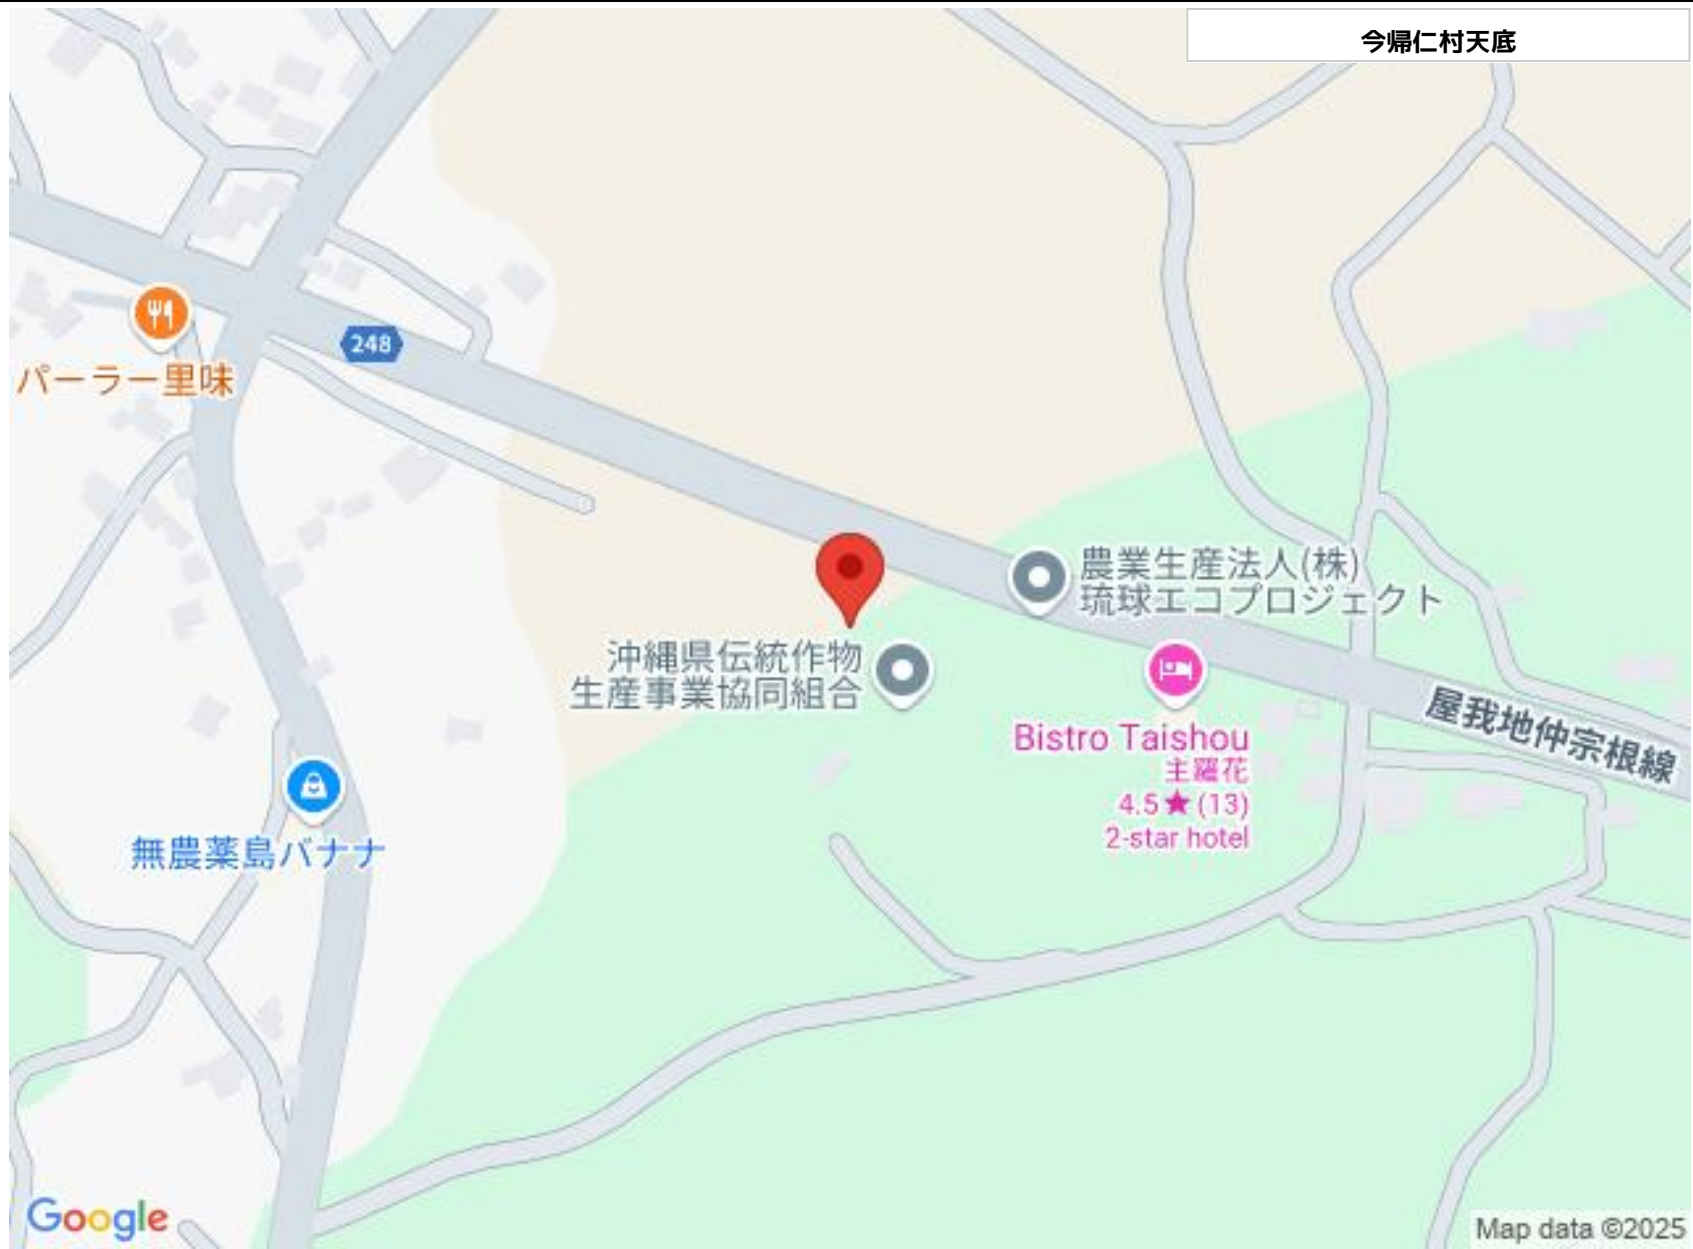 今帰仁村天底
248
パーラー里味
農業生産法人(株)
琉球エコプロジェクト
沖縄県伝統作物
生産事業協同組合
屋我地仲宗根線
Bistro Taishou
主羅花
4.5★(13)
2-star hotel
無農薬島バナナ
Google
Map data ©2025